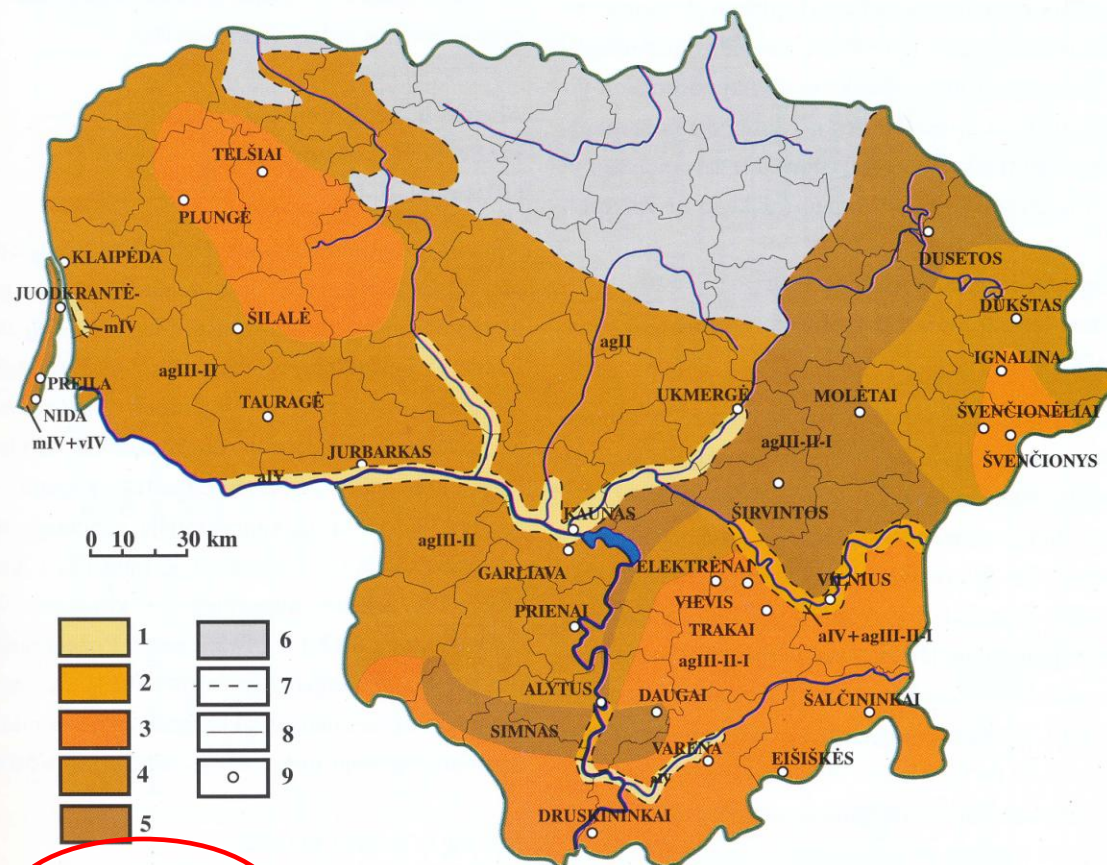 TELŠIAI
PLUNGĖ
KLAIPĖDA
DUSETOS
JUODKRANTĖ-
mIV
DŪKŠTAS
ŠILALĖ
agII
IGNALINA
agIII-II
PREILA
NIDA
TAURAGĖ
UKMERGĖ
MOLĖTAI
ŠVENČIONĖLIAI
mIV+vIV
agIII-II-I
ŠVENČIONYS
JURBARKAS
aIV
ŠIRVINTOS
KAUNAS
0 10 30 km
agIII-II
GARLIAVA
ELEKTRĖNAI
VILNIUS
VIEVIS
PRIENAI
TRAKAI
aIV+agIII-II-I
agIII-II-I
ALYTUS
DAUGAI
ŠALČININKAI
SIMNAS
VARĖNA
EIŠIŠKĖS
aIV
DRUSKININKAI
1
2
3
4
5
6
7
8
9